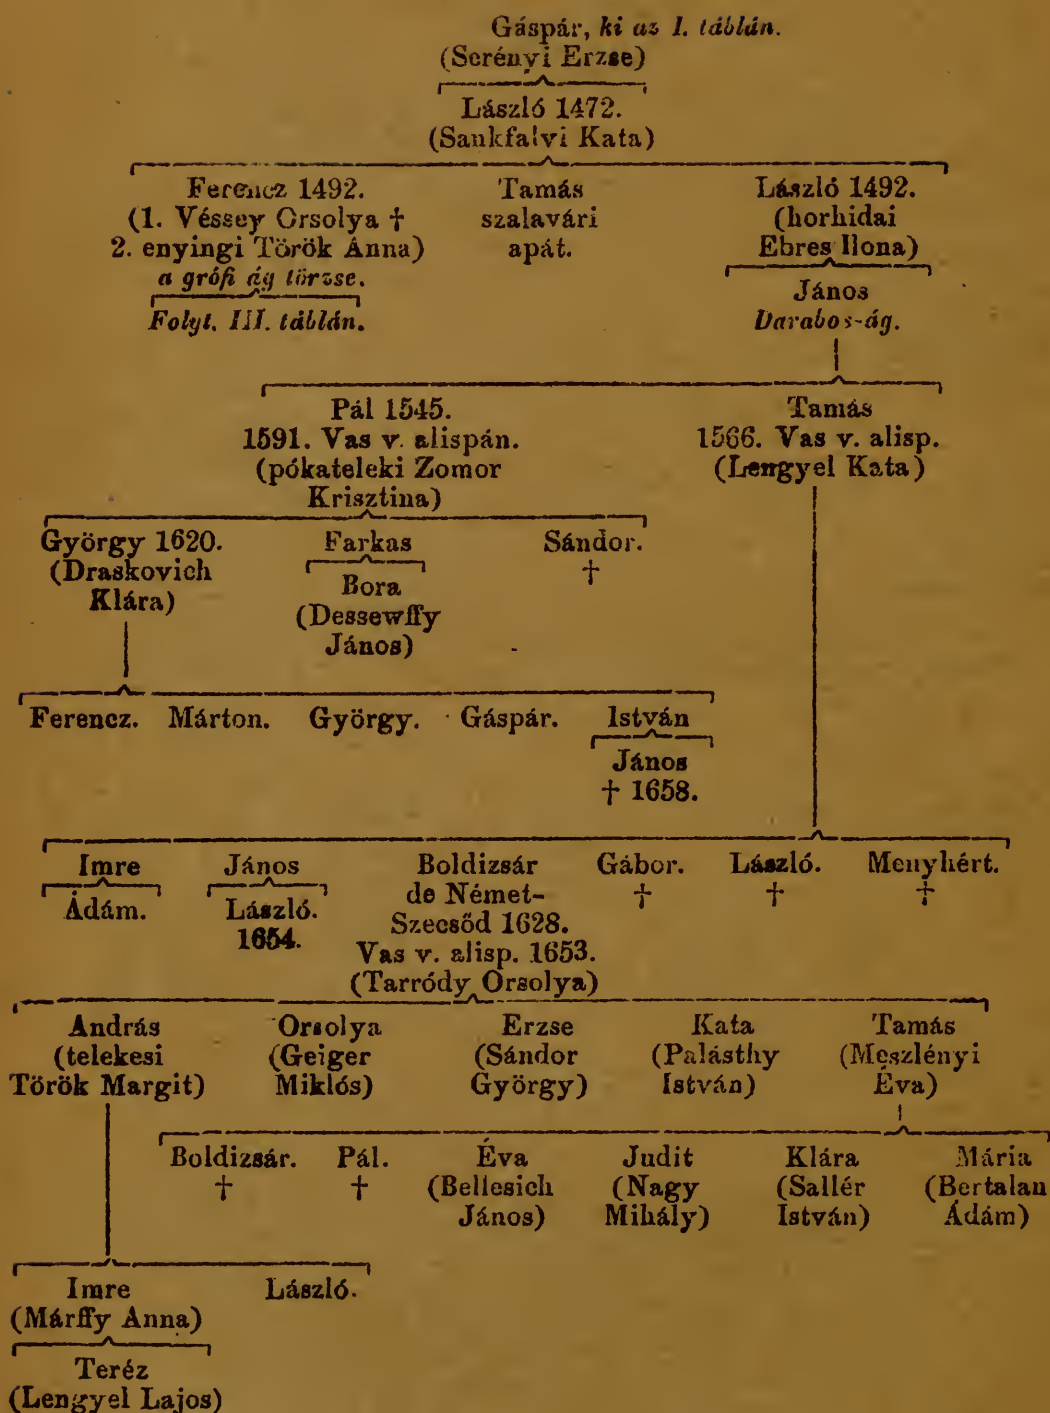 Gáspár, ki az I. táblán.
(Serényi Erzse)
László 1472.
(Sankfalvi Kata)
Ferencz 1492. Tamás László 1492.
(1. Véssey Orsolya † szalavári (horhidai
2. enyingi Török Anna) apát. Ebres Ilona)
a grófi ág törzse. János
Folyt. III. táblán. Darabos-ág.
Pál 1545. Tamás
1591. Vas v. alispán. 1566. Vas v. alisp.
(pókateleki Zomor (Lengyel Kata)
Krisztina)
György 1620. Farkas Sándor.
(Draskovich Bora †
Klára) (Dessewffy
János)
Ferencz. Márton. György. Gáspár. István
János
† 1658.
Imre János Boldizsár Gábor. László. Menyhért.
Ádám. László. de Német- † † †
1654. Szecsőd 1628.
Vas v. alisp. 1653.
(Tarródy Orsolya)
András Orsolya Erzse Kata Tamás
(telekesi (Geiger (Sándor (Palásthy (Meszlényi
Török Margit) Miklós) György) István) Éva)
Boldizsár. Pál. Éva Judit Klára Mária
† † (Bellesich (Nagy (Sallér (Bertalan
János) Mihály) István) Ádám)
Imre László.
(Márffy Anna)
Teréz
(Lengyel Lajos)